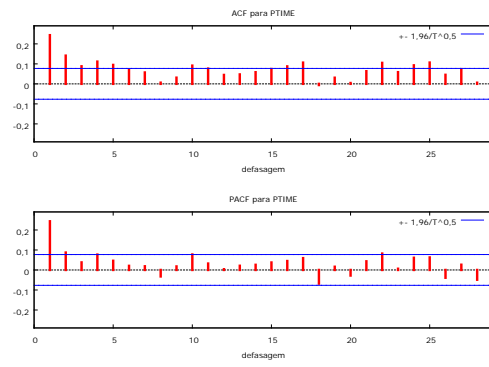 ACF para PTIME
+- 1,96/T^0,5
0,2
0,1
0
-0,1
-0,2
0 5 10 15 20 25
defasagem
PACF para PTIME
+- 1,96/T^0,5
0,2
0,1
0
-0,1
-0,2
0 5 10 15 20 25
defasagem